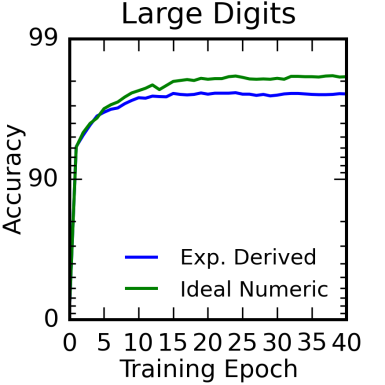 Large Digits
99
90
0
Accuracy
Exp. Derived
Ideal Numeric
0 5 10 15 20 25 30 35 40
Training Epoch